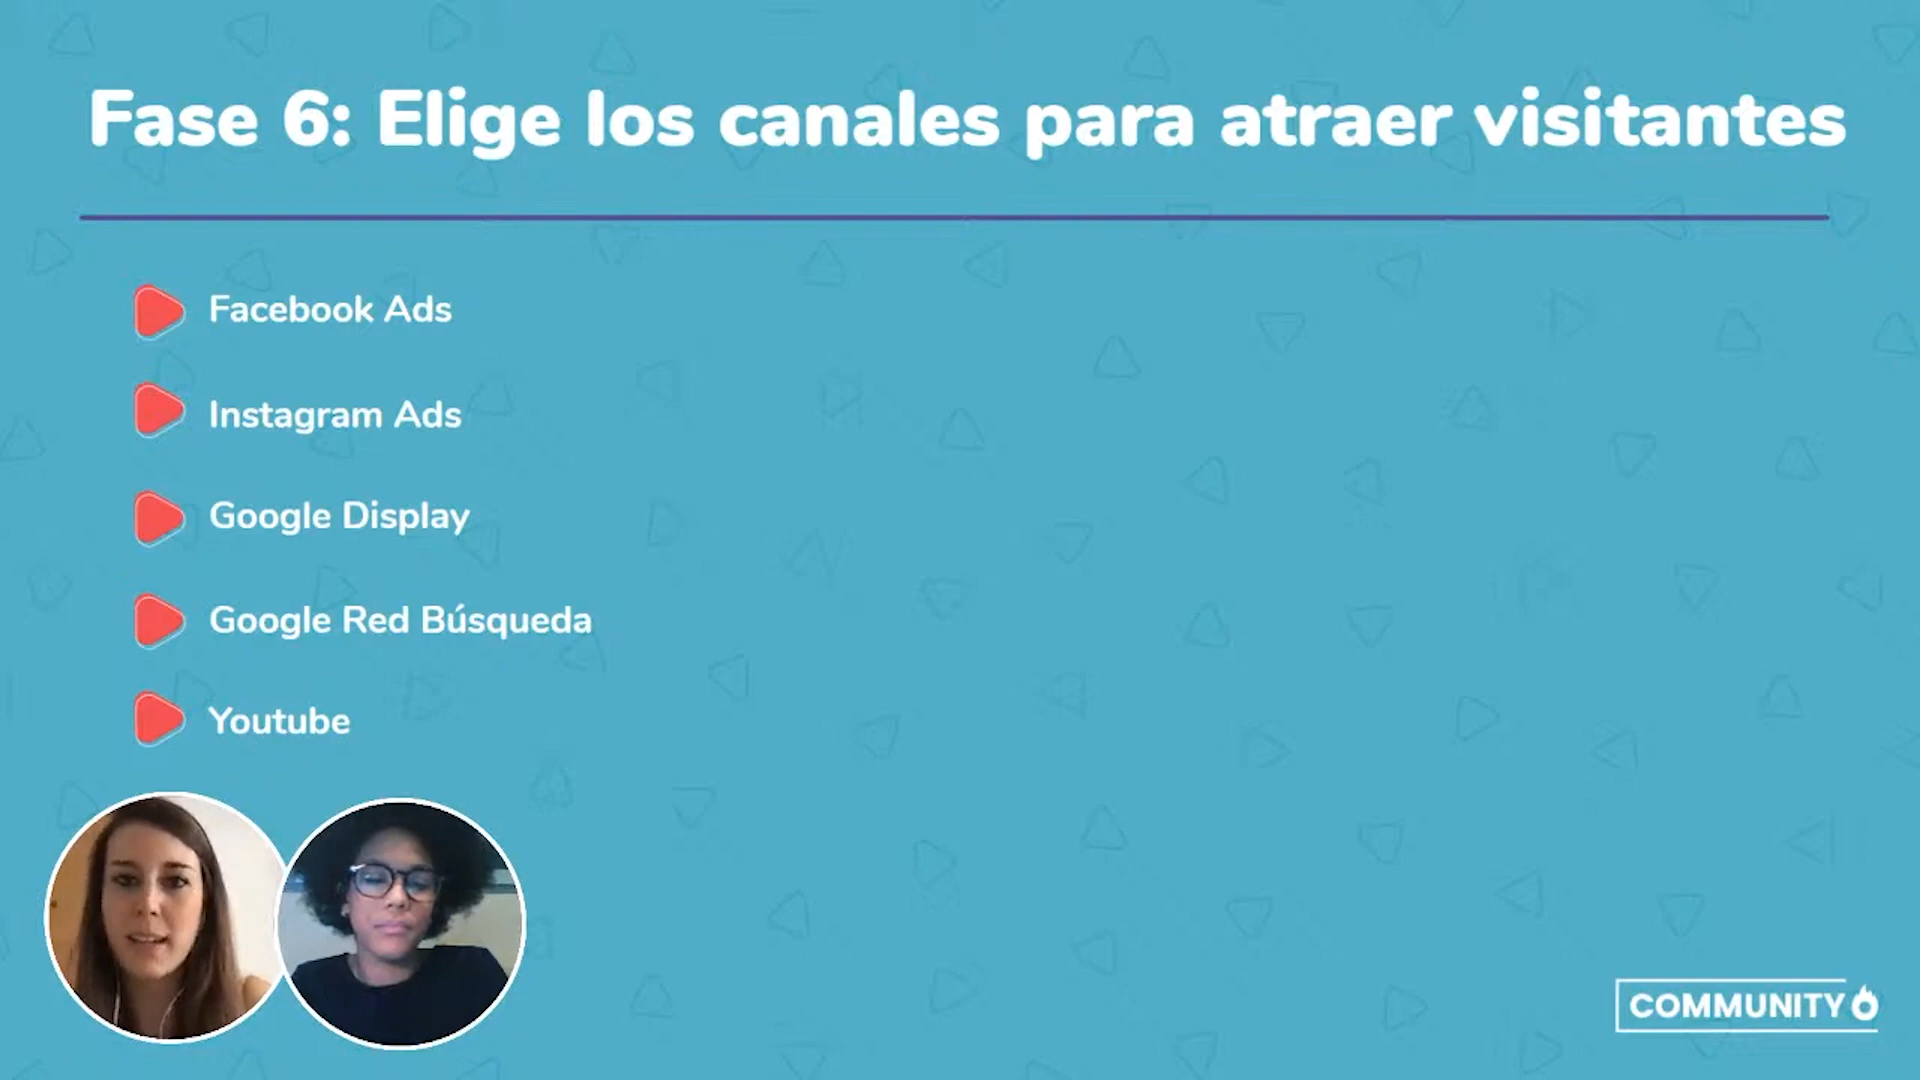 Fase 6: Elige los canales para atraer visitantes
Facebook Ads
Instagram Ads
Google Display
Google Red Búsqueda
Youtube
COMMUNITY